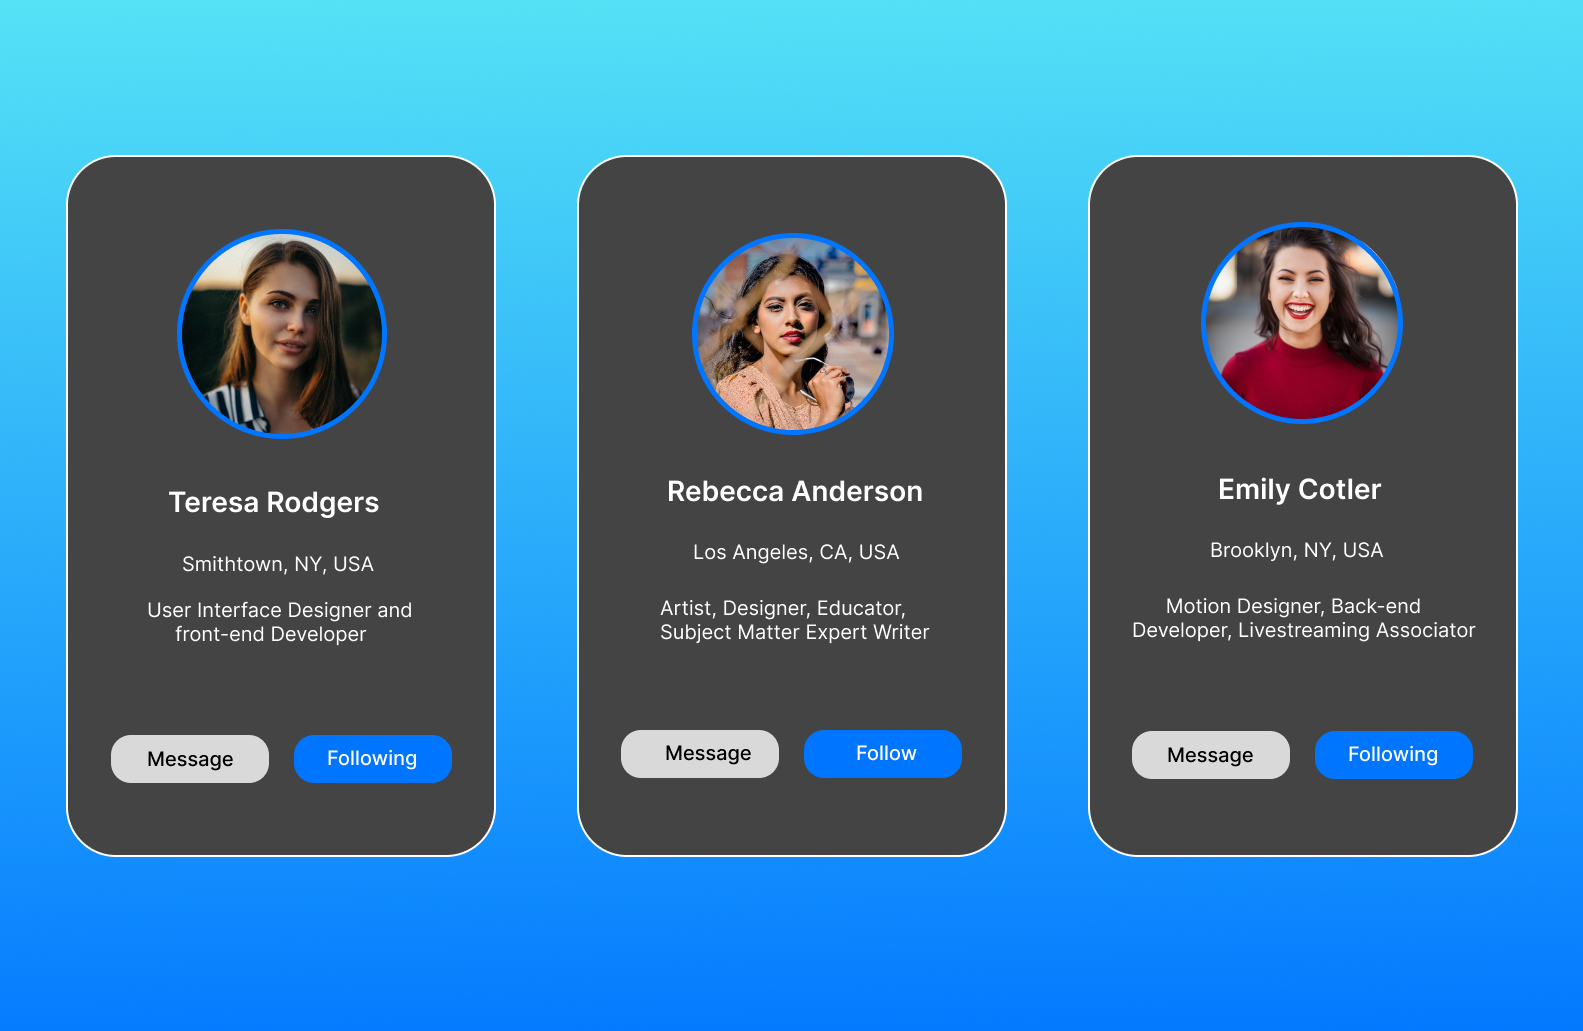 Teresa Rodgers
Smithtown, NY, USA
User Interface Designer and
front-end Developer
Message
Following
Rebecca Anderson
Los Angeles, CA, USA
Artist, Designer, Educator,
Subject Matter Expert Writer
Message
Follow
Emily Cotler
Brooklyn, NY, USA
Motion Designer, Back-end
Developer, Livestreaming Associator
Message
Following